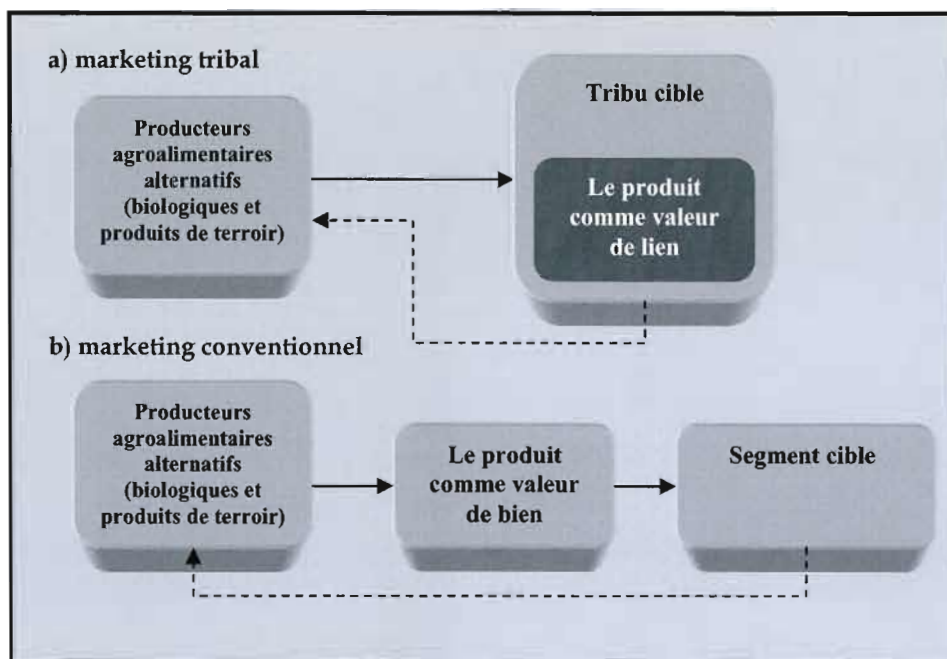 a) marketing tribal
Producteurs
agroalimentaires
alternatifs
(biologiques et
produits de terroir)
Tribu cible
Le produit
comme valeur
de lien
b) marketing conventionnel
Producteurs
agroalimentaires
alternatifs
(biologiques et
produits de terroir)
Le produit
comme valeur
de bien
Segment cible